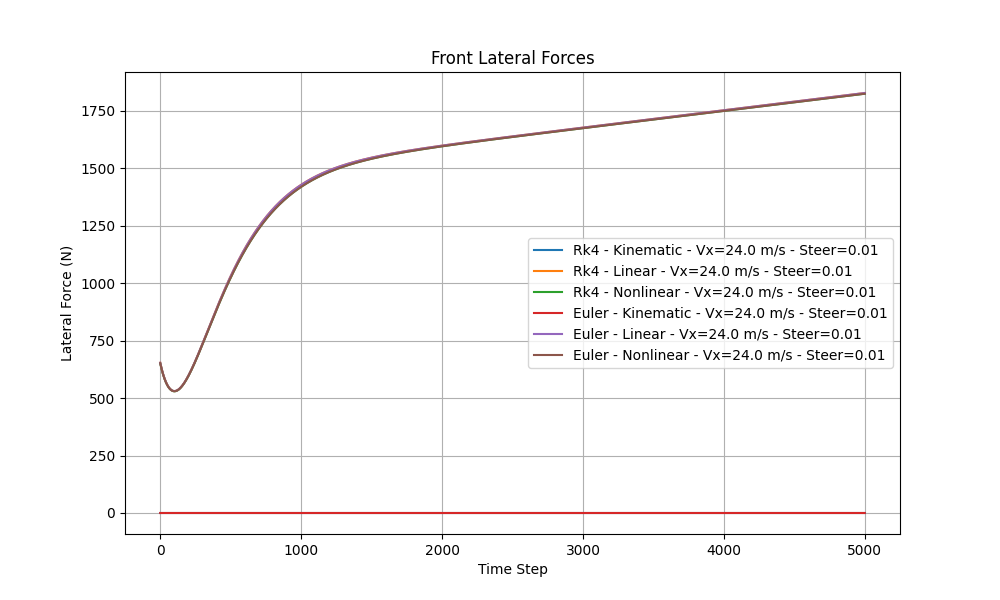 Front Lateral Forces
Lateral Force (N)
1750
1500
1250
1000
750
500
250
0
Rk4 - Kinematic - Vx=24.0 m/s - Steer=0.01
Rk4 - Linear - Vx=24.0 m/s - Steer=0.01
Rk4 - Nonlinear - Vx=24.0 m/s - Steer=0.01
Euler - Kinematic - Vx=24.0 m/s - Steer=0.01
Euler - Linear - Vx=24.0 m/s - Steer=0.01
Euler - Nonlinear - Vx=24.0 m/s - Steer=0.01
0 1000 2000 3000 4000 5000
Time Step